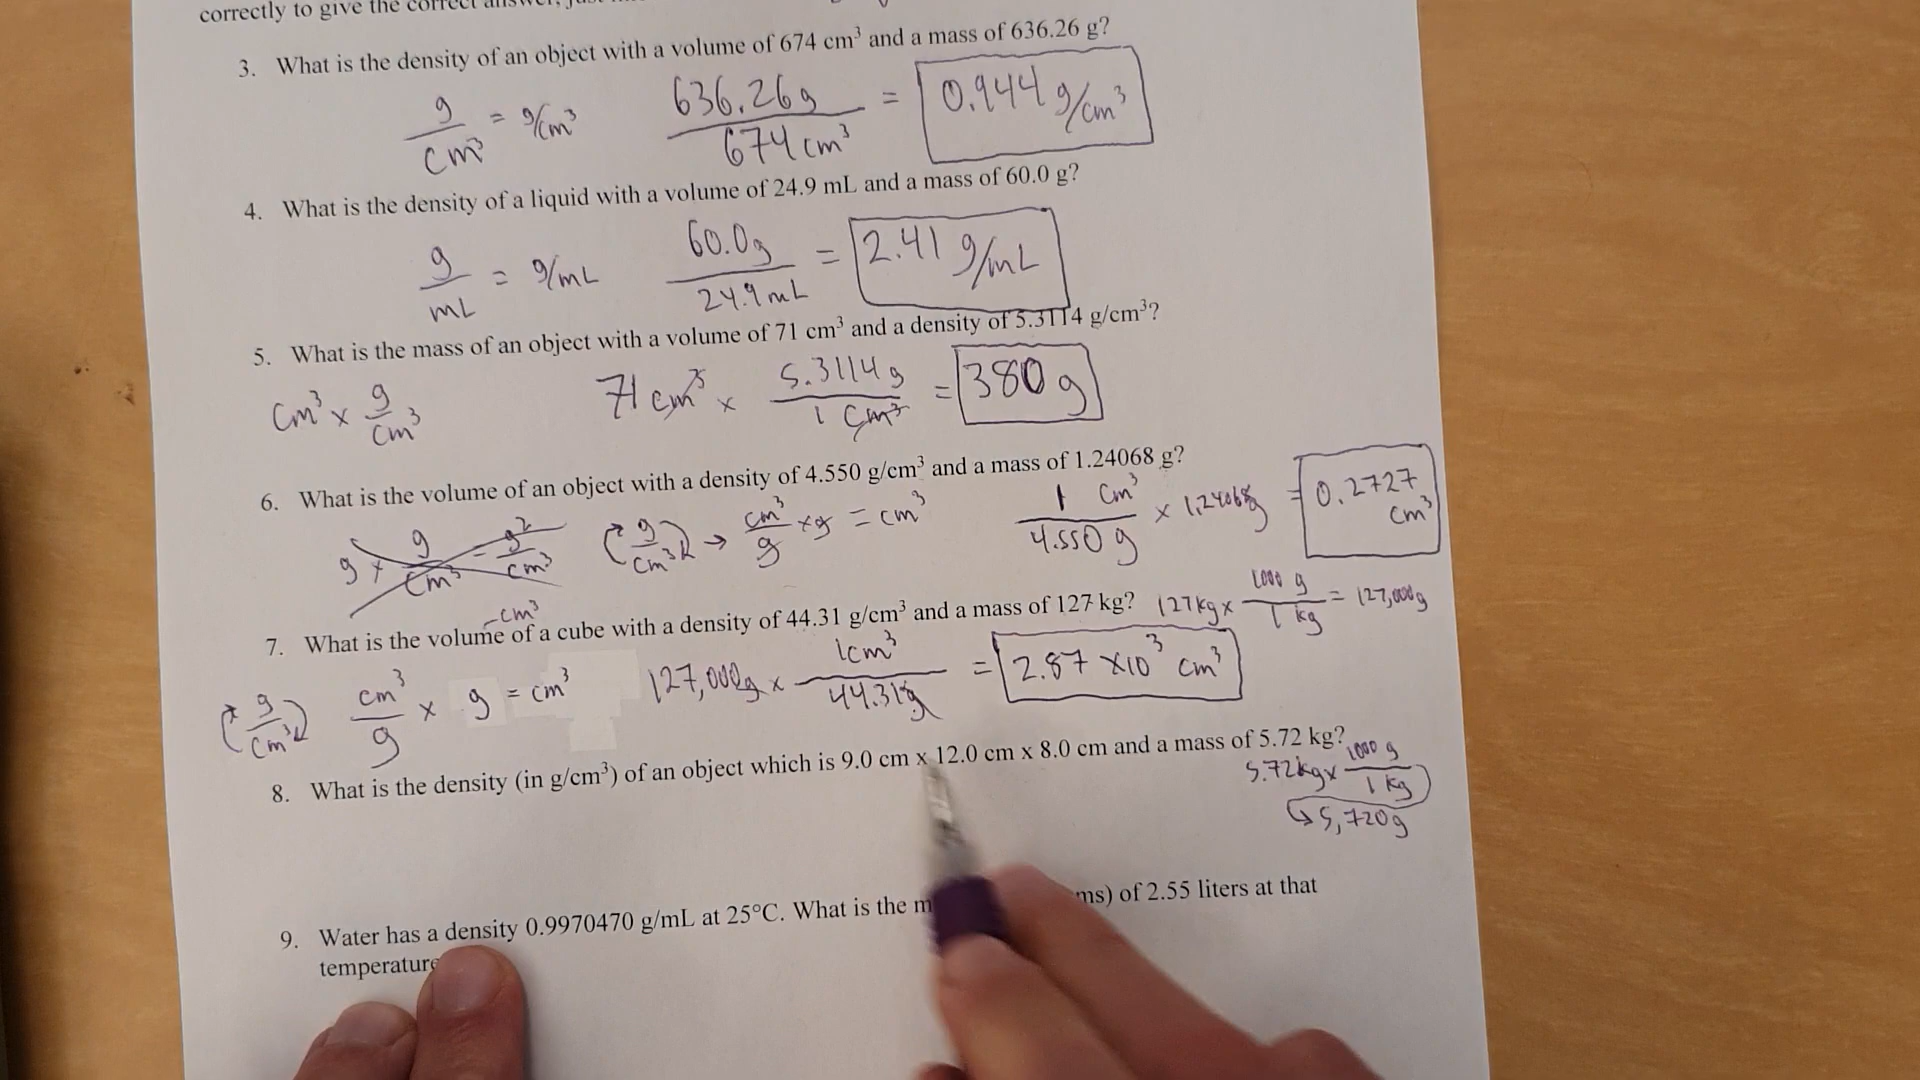 correctly to give the correct
3. What is the density of an object with a volume of 674 cm³ and a mass of 636.26 g?
g/cm³ = g/cm³ 636.26g/674cm³ = 0.944 g/cm³
4. What is the density of a liquid with a volume of 24.9 mL and a mass of 60.0 g?
g/mL = g/mL 60.0g/24.9mL = 2.41 g/mL
5. What is the mass of an object with a volume of 71 cm³ and a density of 5.3114 g/cm³?
cm³ x g/cm³ 71 cm³ x 5.3114g/1 cm³ = 380 g
6. What is the volume of an object with a density of 4.550 g/cm³ and a mass of 1.24068 g?
g x g/cm³ = g²/cm³ (g/cm³) → cm³/g x g = cm³ 1 cm³/4.550 g x 1.24068g = 0.2727 cm³
cm³
7. What is the volume of a cube with a density of 44.31 g/cm³ and a mass of 127 kg? 127kg x 1000 g/1 kg = 127,000g
(g/cm³) cm³/g x g = cm³ 127,000g x 1cm³/44.31g = 2.87 x10³ cm³
8. What is the density (in g/cm³) of an object which is 9.0 cm x 12.0 cm x 8.0 cm and a mass of 5.72 kg?
5.72kg x 1000 g/1 kg
↳ 5,720g
9. Water has a density 0.9970470 g/mL at 25°C. What is the of 2.55 liters at that
temperature